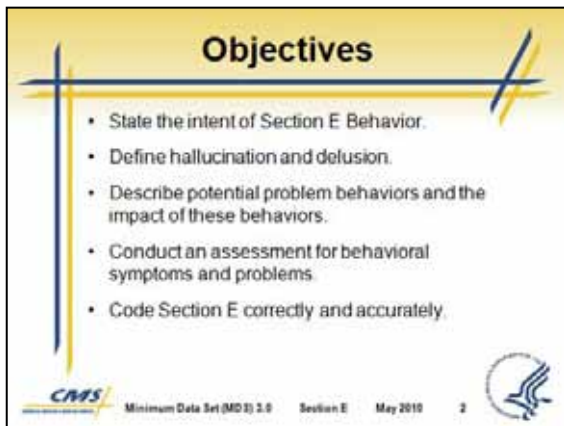 Objectives
• State the intent of Section E Behavior.
• Define hallucination and delusion.
• Describe potential problem behaviors and the
impact of these behaviors.
• Conduct an assessment for behavioral
symptoms and problems.
• Code Section E correctly and accurately.
CMS
Minimum Data Set (MDS) 3.0 Section E May 2010 2